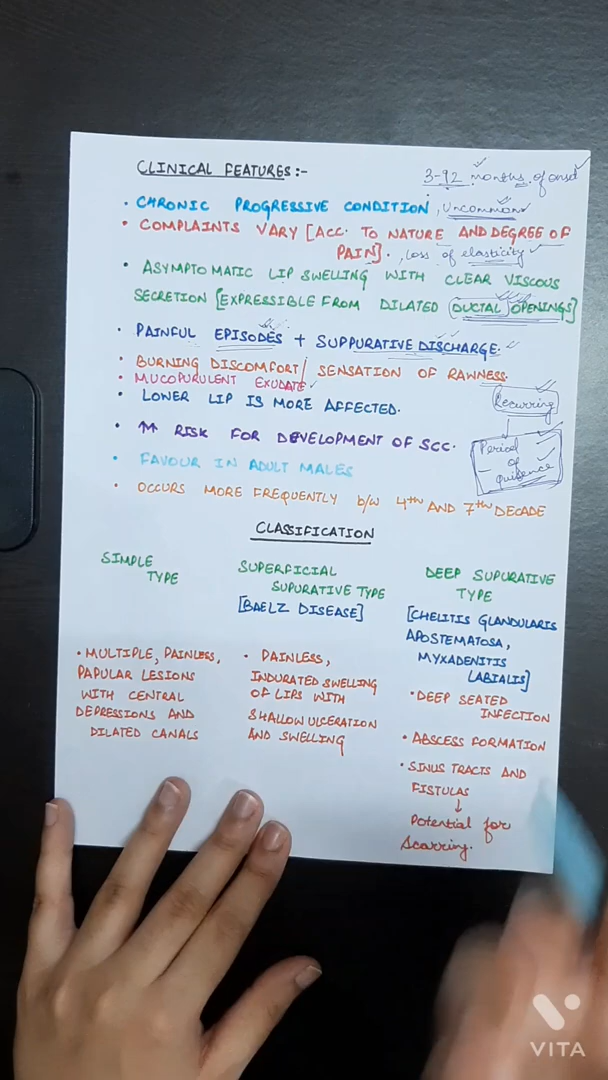 CLINICAL FEATURES:-
3-92 months of onset
• CHRONIC PROGRESSIVE CONDITION, Uncommon
• COMPLAINTS VARY [ACC. TO NATURE AND DEGREE OF
PAIN]. , loss of elasticity
• ASYMPTOMATIC LIP SWELLING WITH CLEAR VISCOUS
SECRETION [EXPRESSIBLE FROM DILATED DUCTAL OPENINGS]
• PAINFUL EPISODES + SUPPURATIVE DISCHARGE.
• BURNING DISCOMFORT/ SENSATION OF RAWNESS.
• MUCOPURULENT EXUDATE
• LOWER LIP IS MORE AFFECTED.
Recurring
• ↑↑ RISK FOR DEVELOPMENT OF SCC.
Period
of
quiscence
• FAVOUR IN ADULT MALES
• OCCURS MORE FREQUENTLY b/w 4th AND 7th DECADE
CLASSIFICATION
SIMPLE
TYPE
• MULTIPLE, PAINLESS,
PAPULAR LESIONS
WITH CENTRAL
DEPRESSIONS AND
DILATED CANALS
SUPERFICIAL
SUPURATIVE TYPE
[BAELZ DISEASE]
• PAINLESS,
INDURATED SWELLING
OF LIPS WITH
SHALLOW ULCERATION
AND SWELLING
DEEP SUPURATIVE
TYPE
[CHELITIS GLANDULARIS
APOSTEMATOSA,
MYXADENITIS
LABIALIS]
• DEEP SEATED
INFECTION
• ABSCESS FORMATION
• SINUS TRACTS AND
FISTULAS
↓
Potential for
Scarring.
VITA